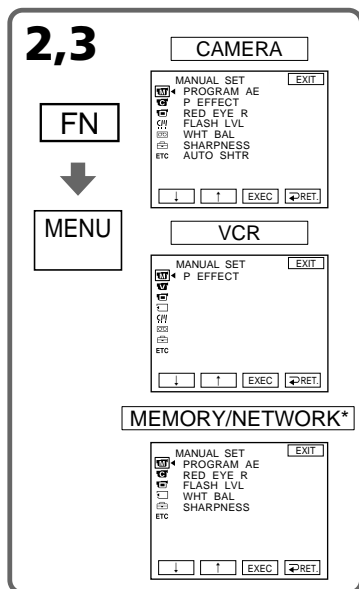 2,3
CAMERA
MANUAL SET
EXIT
PROGRAM AE
P EFFECT
RED EYE R
FLASH LVL
WHT BAL
SHARPNESS
ETC AUTO SHTR
↓ ↑ EXEC RET.
FN
MENU
VCR
MANUAL SET
EXIT
P EFFECT
ETC
↓ ↑ EXEC RET.
MEMORY/NETWORK*
MANUAL SET
EXIT
PROGRAM AE
RED EYE R
FLASH LVL
WHT BAL
SHARPNESS
ETC
↓ ↑ EXEC RET.